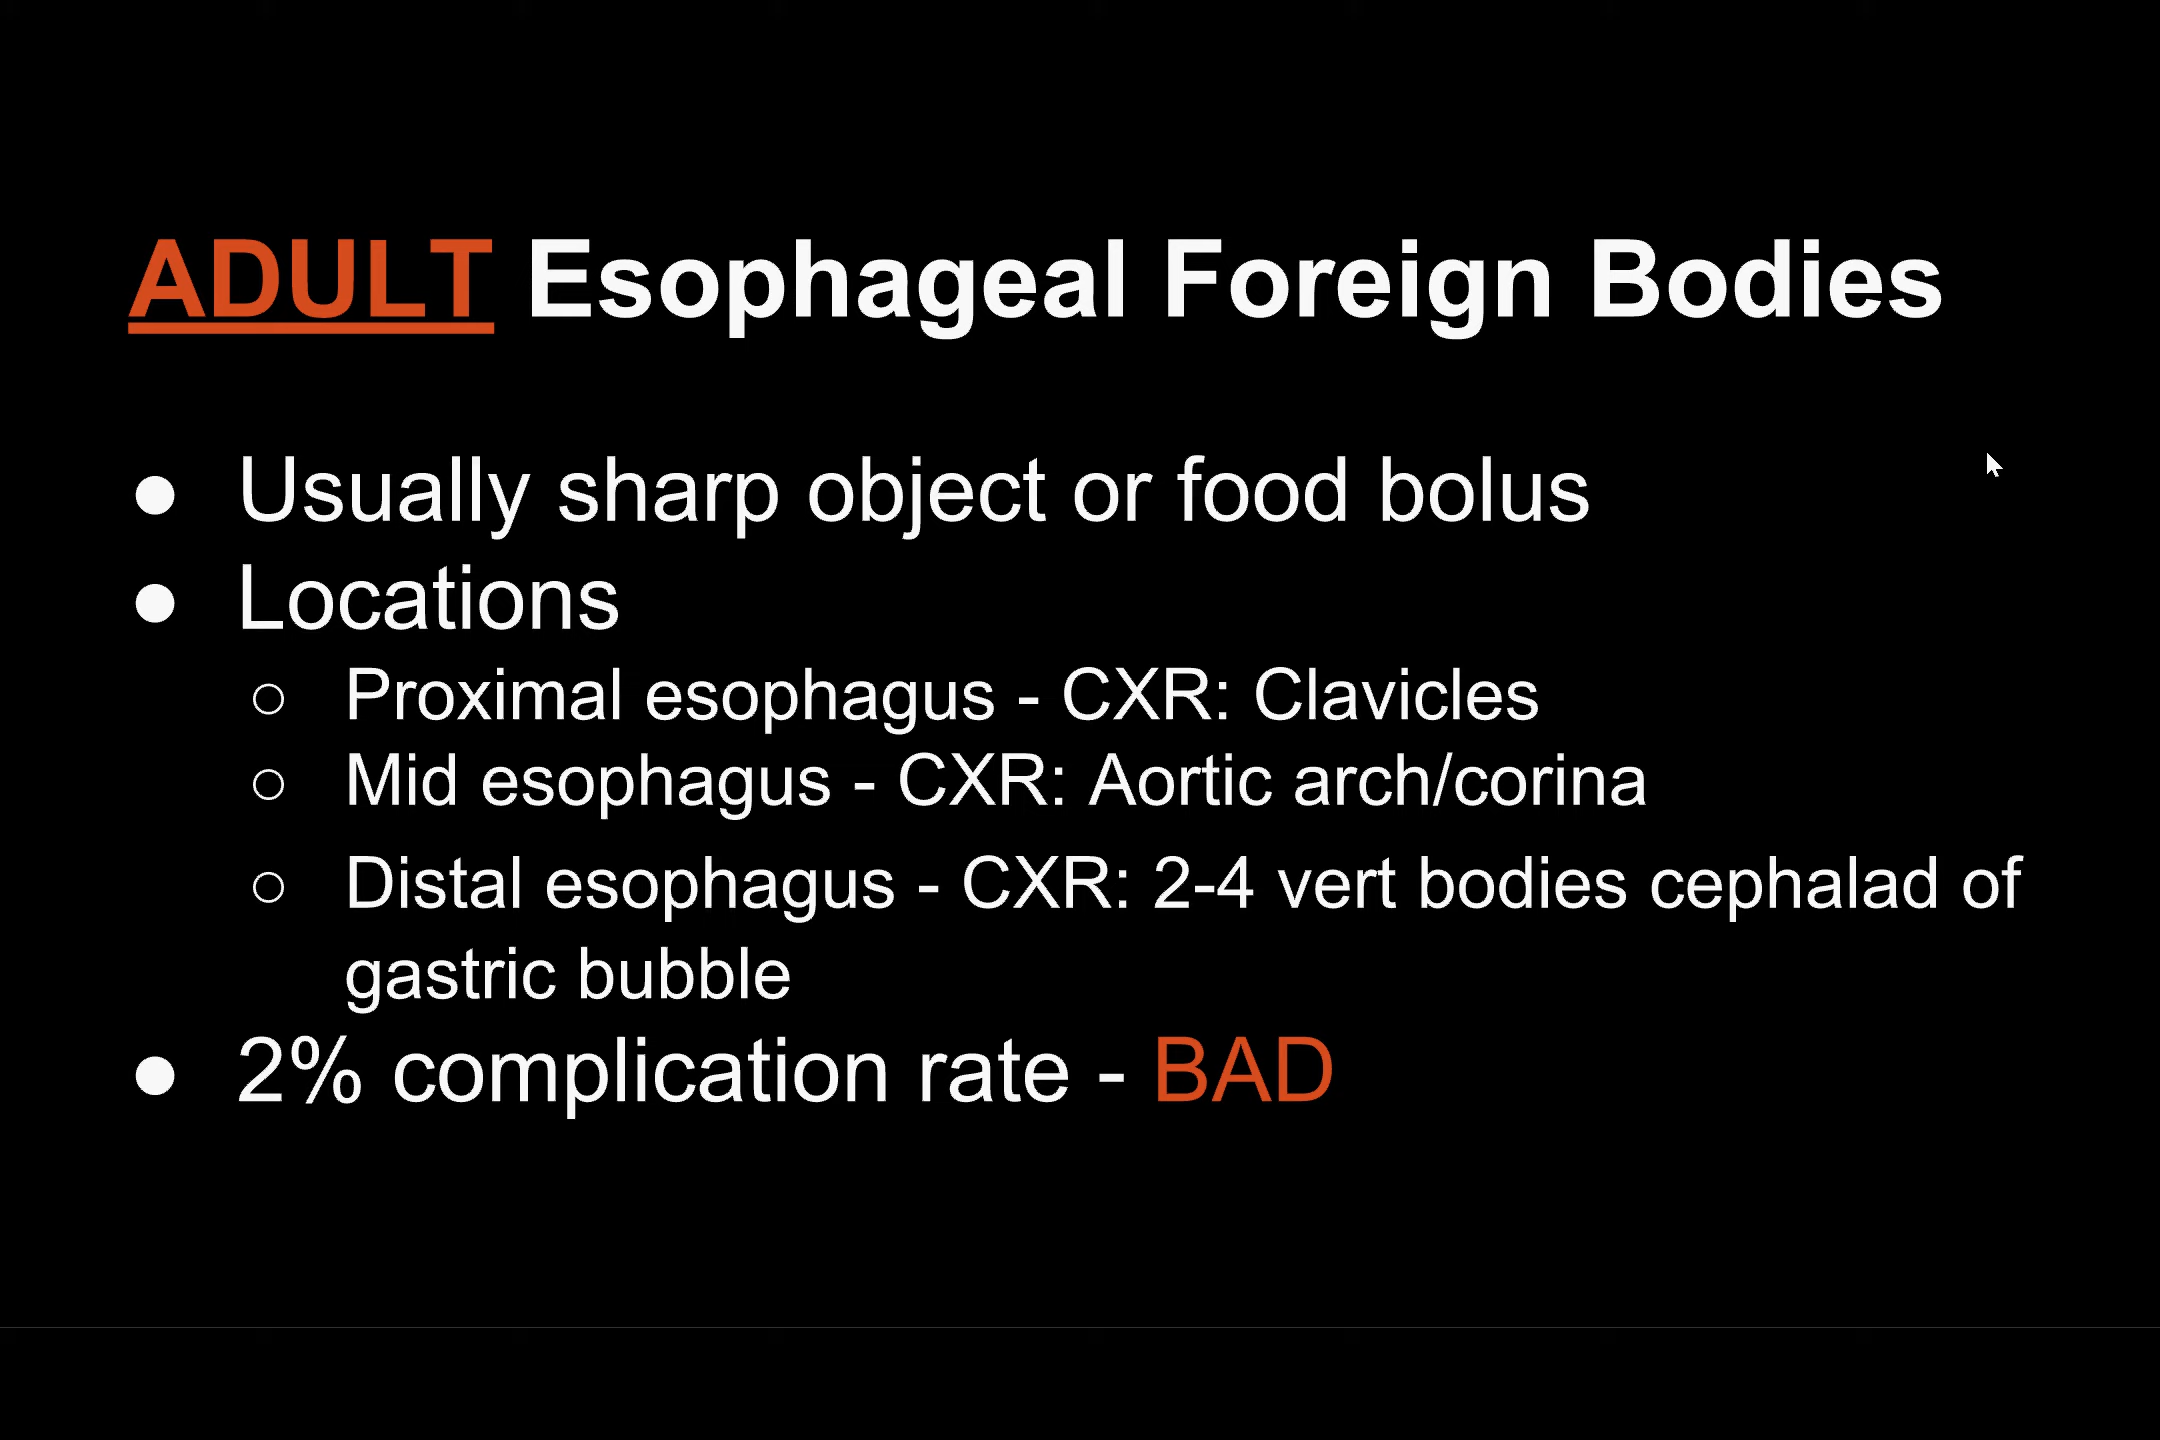 ADULT Esophageal Foreign Bodies
● Usually sharp object or food bolus
● Locations
○ Proximal esophagus - CXR: Clavicles
○ Mid esophagus - CXR: Aortic arch/corina
○ Distal esophagus - CXR: 2-4 vert bodies cephalad of
gastric bubble
● 2% complication rate - BAD